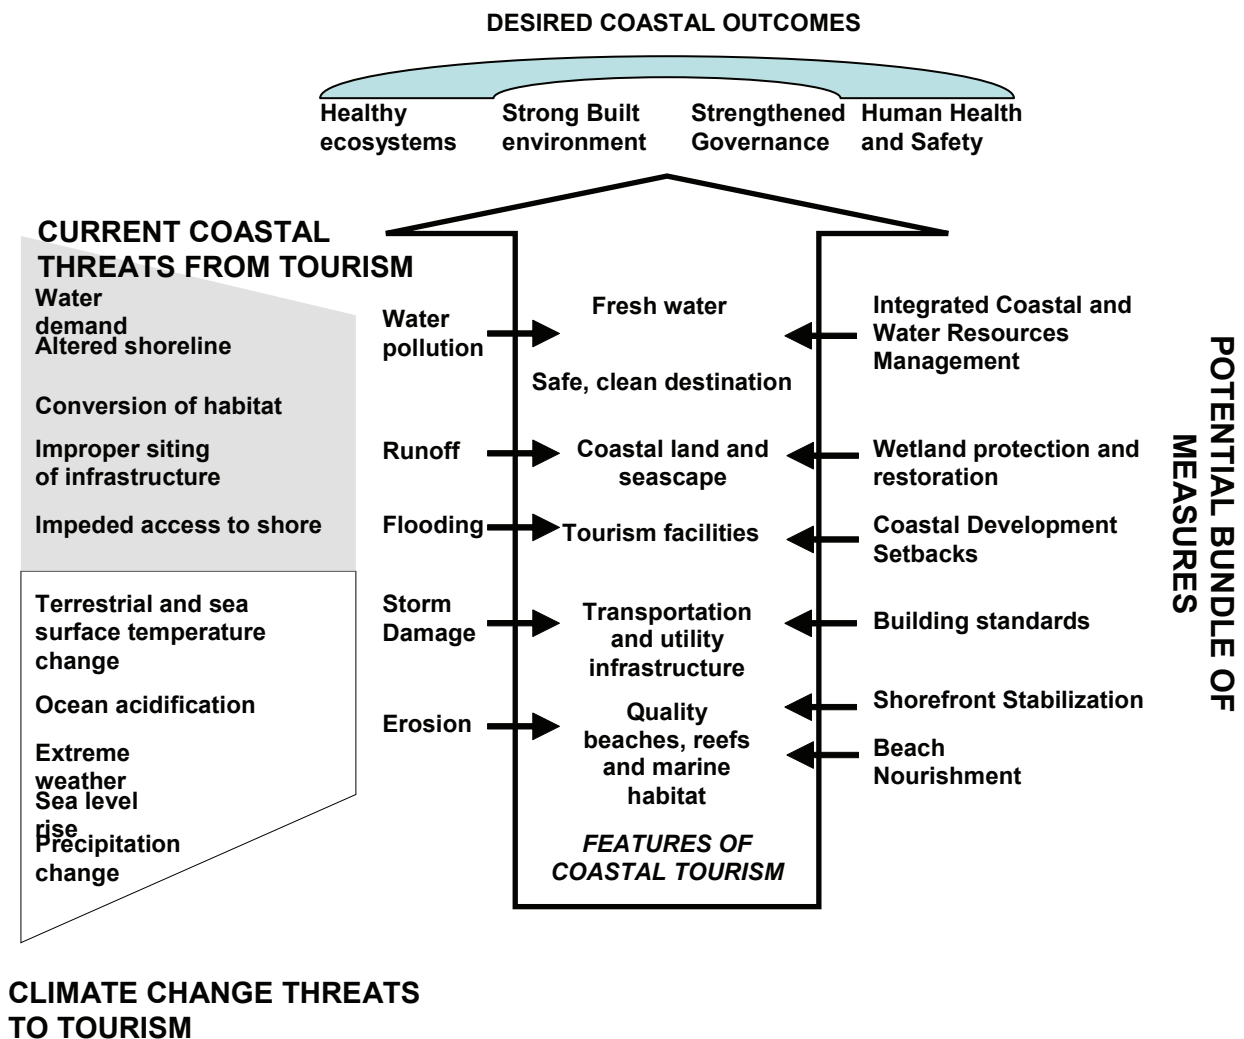 DESIRED COASTAL OUTCOMES
Healthy
ecosystems
Strong Built
environment
Strengthened
Governance
Human Health
and Safety
CURRENT COASTAL
THREATS FROM TOURISM
Water
demand
Altered shoreline
Conversion of habitat
Improper siting
of infrastructure
Impeded access to shore
Terrestrial and sea
surface temperature
change
Ocean acidification
Extreme
weather
Sea level
rise
Precipitation
change
CLIMATE CHANGE THREATS
TO TOURISM
Water
pollution
Runoff
Flooding
Storm
Damage
Erosion
Fresh water
Safe, clean destination
Coastal land and
seascape
Tourism facilities
Transportation
and utility
infrastructure
Quality
beaches, reefs
and marine
habitat
FEATURES OF
COASTAL TOURISM
Integrated Coastal and
Water Resources
Management
Wetland protection and
restoration
Coastal Development
Setbacks
Building standards
Shorefront Stabilization
Beach
Nourishment
POTENTIAL BUNDLE OF
MEASURES